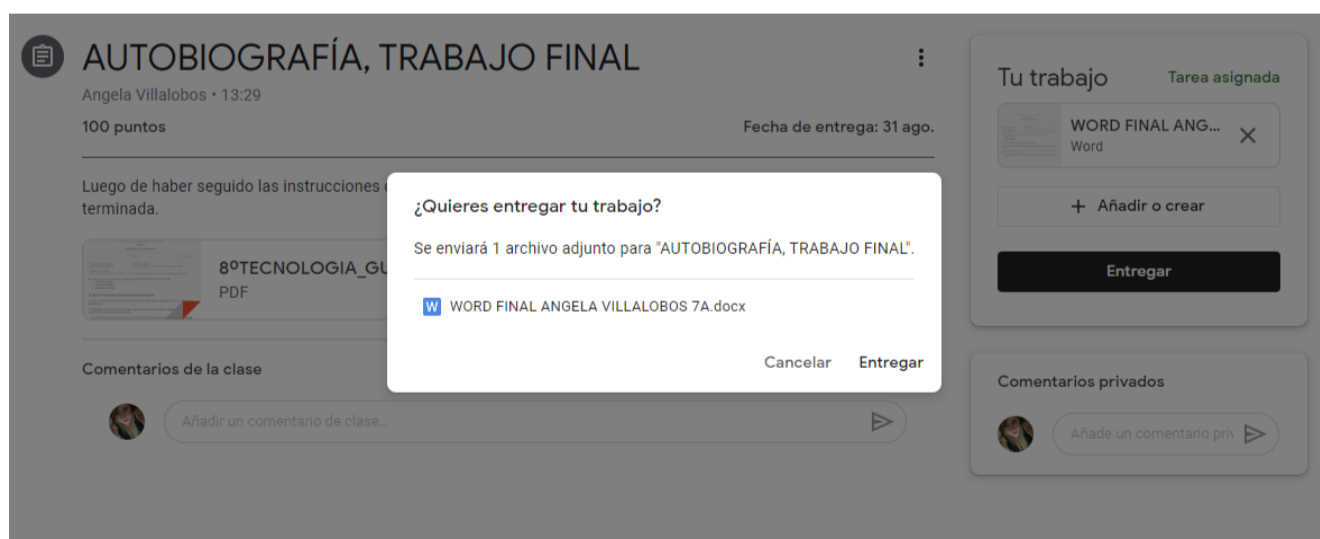 AUTOBIOGRAFÍA, TRABAJO FINAL
Angela Villalobos • 13:29
100 puntos
Fecha de entrega: 31 ago.
Luego de haber seguido las instrucciones
terminada.
8ºTECNOLOGIA_GU
PDF
Comentarios de la clase
Añadir un comentario de clase...
¿Quieres entregar tu trabajo?
Se enviará 1 archivo adjunto para "AUTOBIOGRAFÍA, TRABAJO FINAL".
W WORD FINAL ANGELA VILLALOBOS 7A.docx
Cancelar Entregar
Tu trabajo
Tarea asignada
WORD FINAL ANG...
Word
+ Añadir o crear
Entregar
Comentarios privados
Añade un comentario priv